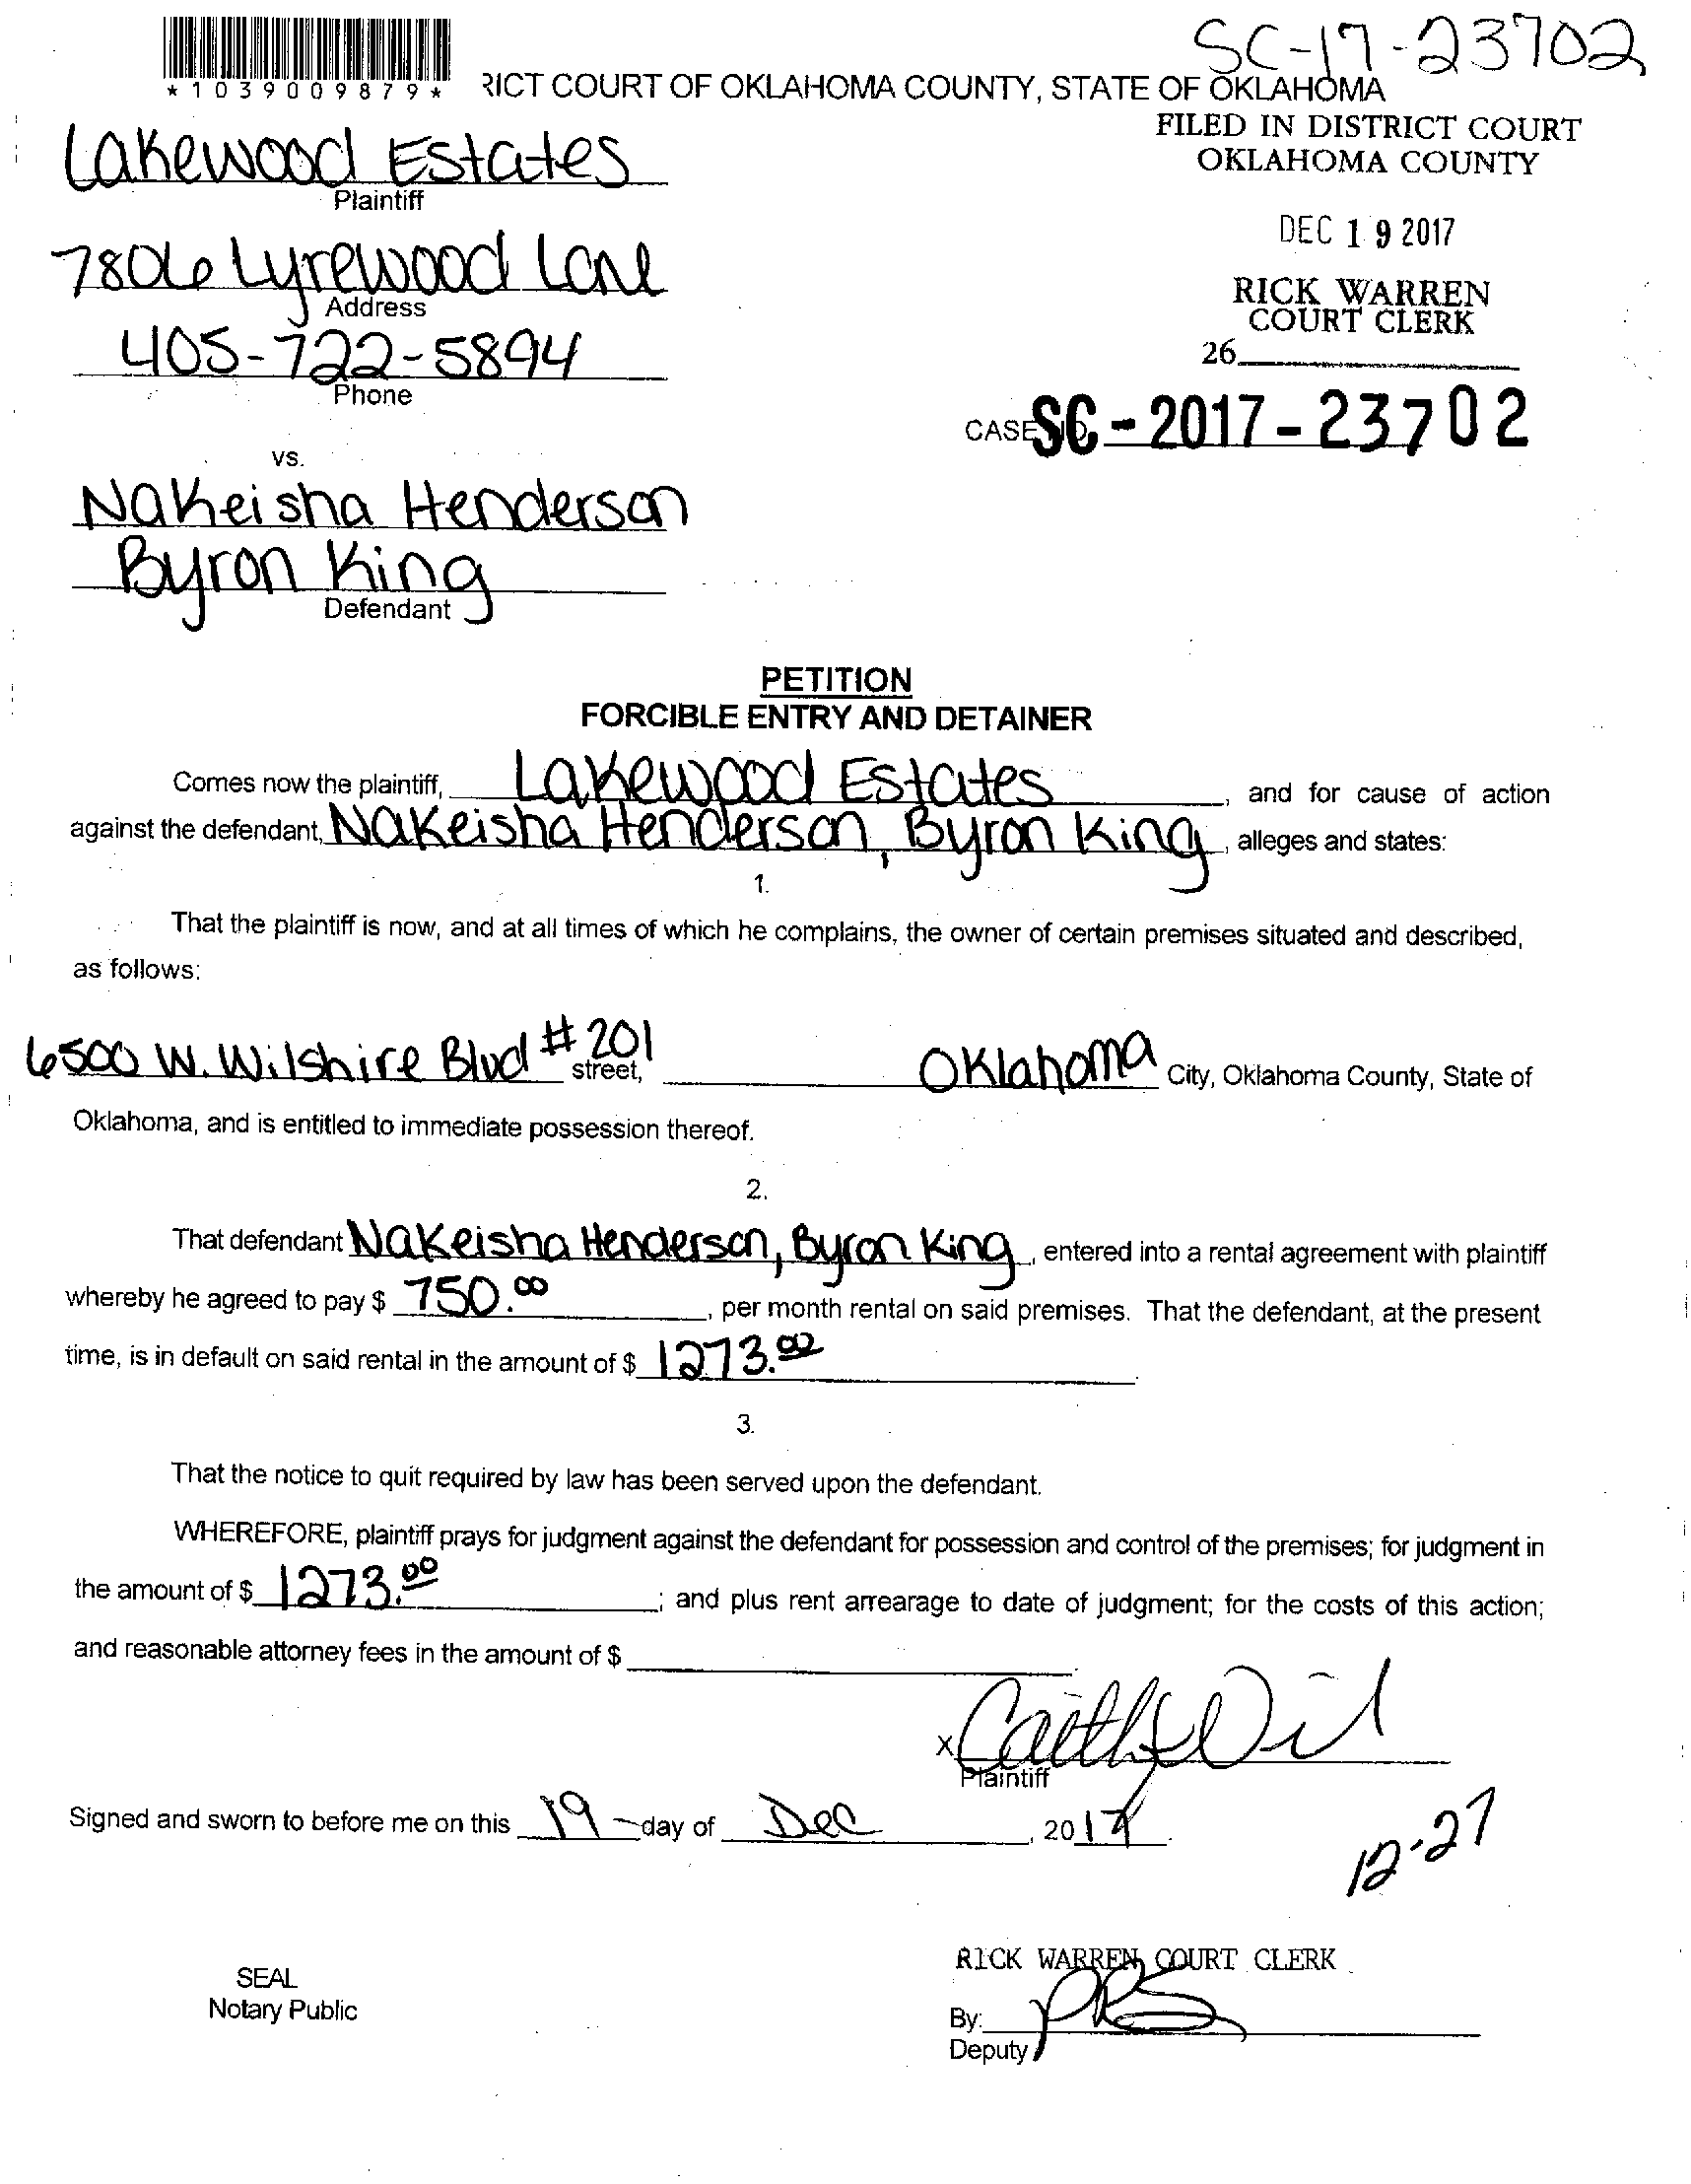 SC-17-23702
*1039009879* RICT COURT OF OKLAHOMA COUNTY, STATE OF OKLAHOMA
FILED IN DISTRICT COURT
OKLAHOMA COUNTY
Lakewood Estates
Plaintiff
DEC 19 2017
7806 Lyrewood Lane
Address
RICK WARREN
COURT CLERK
405-722-5894
Phone
26
CASE NO. SC-2017-23702
vs.
Nakeisha Henderson
Byron King
Defendant
PETITION
FORCIBLE ENTRY AND DETAINER
Comes now the plaintiff, Lakewood Estates, and for cause of action
against the defendant, Nakeisha Henderson, Byron King, alleges and states:
1.
That the plaintiff is now, and at all times of which he complains, the owner of certain premises situated and described,
as follows:
6500 W. Wilshire Blvd #201 street, Oklahoma City, Oklahoma County, State of
Oklahoma, and is entitled to immediate possession thereof.
2.
That defendant Nakeisha Henderson, Byron King, entered into a rental agreement with plaintiff
whereby he agreed to pay $ 750.00, per month rental on said premises. That the defendant, at the present
time, is in default on said rental in the amount of $ 1273.00.
3.
That the notice to quit required by law has been served upon the defendant.
WHEREFORE, plaintiff prays for judgment against the defendant for possession and control of the premises; for judgment in
the amount of $ 1273.00; and plus rent arrearage to date of judgment; for the costs of this action;
and reasonable attorney fees in the amount of $
X
Plaintiff
Signed and sworn to before me on this 19 day of Dec, 2017.
12-27
RICK WARREN, COURT CLERK
SEAL
Notary Public
By:
Deputy